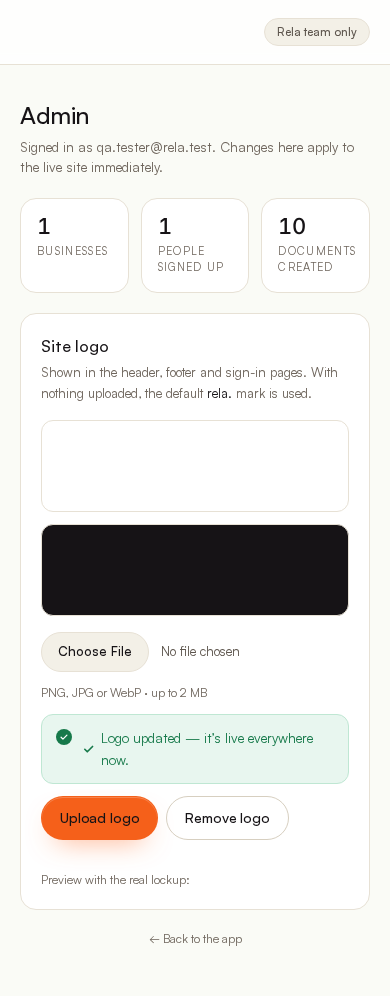 Rela team only
Admin
Signed in as qa.tester@rela.test. Changes here apply to
the live site immediately.
1
BUSINESSES
1
PEOPLE
SIGNED UP
10
DOCUMENTS
CREATED
Site logo
Shown in the header, footer and sign-in pages. With
nothing uploaded, the default rela. mark is used.
Choose File No file chosen
PNG, JPG or WebP · up to 2 MB
Logo updated — it's live everywhere
now.
Upload logo Remove logo
Preview with the real lockup:
← Back to the app